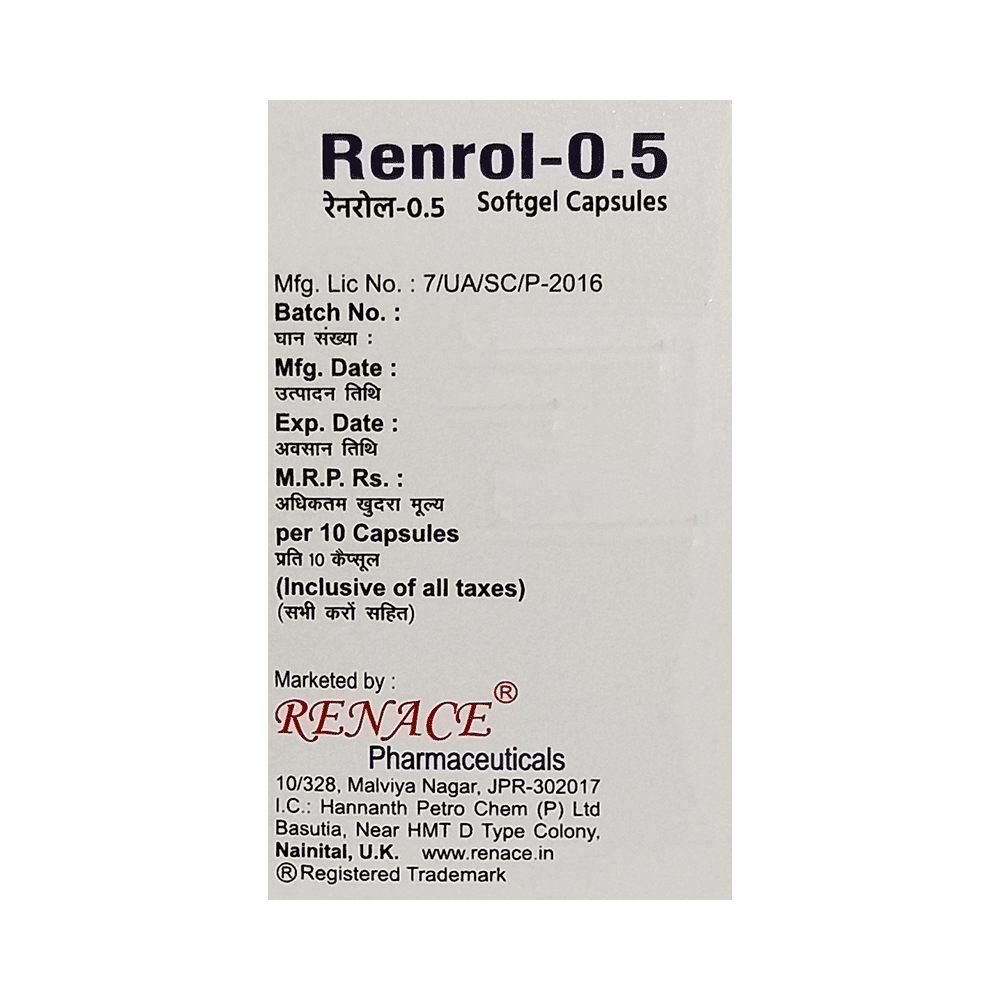 Renrol-0.5
रेनरोल-0.5 Softgel Capsules
Mfg. Lic No. : 7/UA/SC/P-2016
Batch No. :
घान संख्या :
Mfg. Date :
उत्पादन तिथि
Exp. Date :
अवसान तिथि
M.R.P. Rs. :
अधिकतम खुदरा मूल्य
per 10 Capsules
प्रति 10 कैप्सूल
(Inclusive of all taxes)
(सभी करों सहित)
Marketed by :
RENACE®
Pharmaceuticals
10/328, Malviya Nagar, JPR-302017
I.C.: Hannanth Petro Chem (P) Ltd
Basutia, Near HMT D Type Colony,
Nainital, U.K. www.renace.in
®Registered Trademark